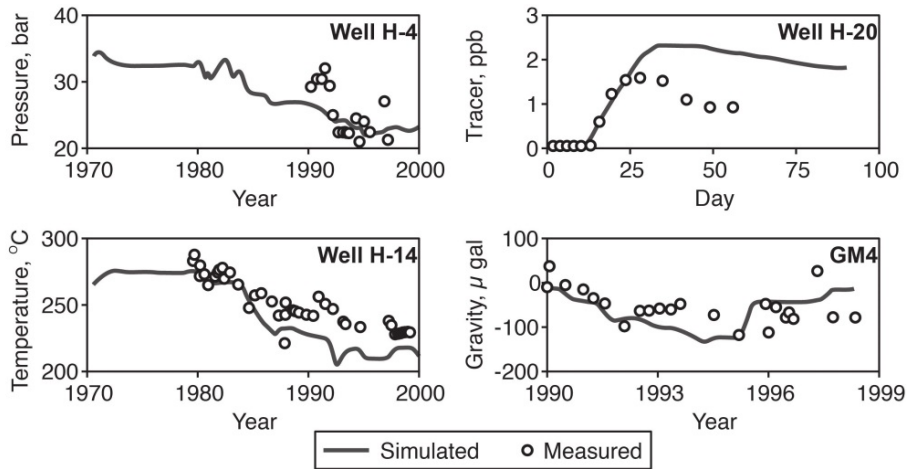 Well H-4
Pressure, bar
40
30
20
1970
1980
1990
2000
Year
Well H-20
Tracer, ppb
3
2
1
0
0
25
50
75
100
Day
Well H-14
Temperature, °C
300
250
200
1970
1980
1990
2000
Year
GM4
Gravity, μ gal
100
0
-100
-200
1990
1993
1996
1999
Year
Simulated
Measured